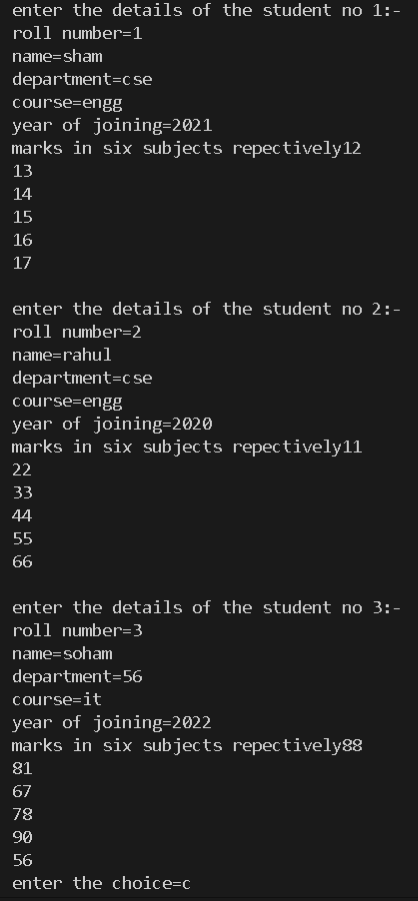 enter the details of the student no 1:-
roll number=1
name=sham
department=cse
course=engg
year of joining=2021
marks in six subjects repectively12
13
14
15
16
17
enter the details of the student no 2:-
roll number=2
name=rahul
department=cse
course=engg
year of joining=2020
marks in six subjects repectively11
22
33
44
55
66
enter the details of the student no 3:-
roll number=3
name=soham
department=56
course=it
year of joining=2022
marks in six subjects repectively88
81
67
78
90
56
enter the choice=c